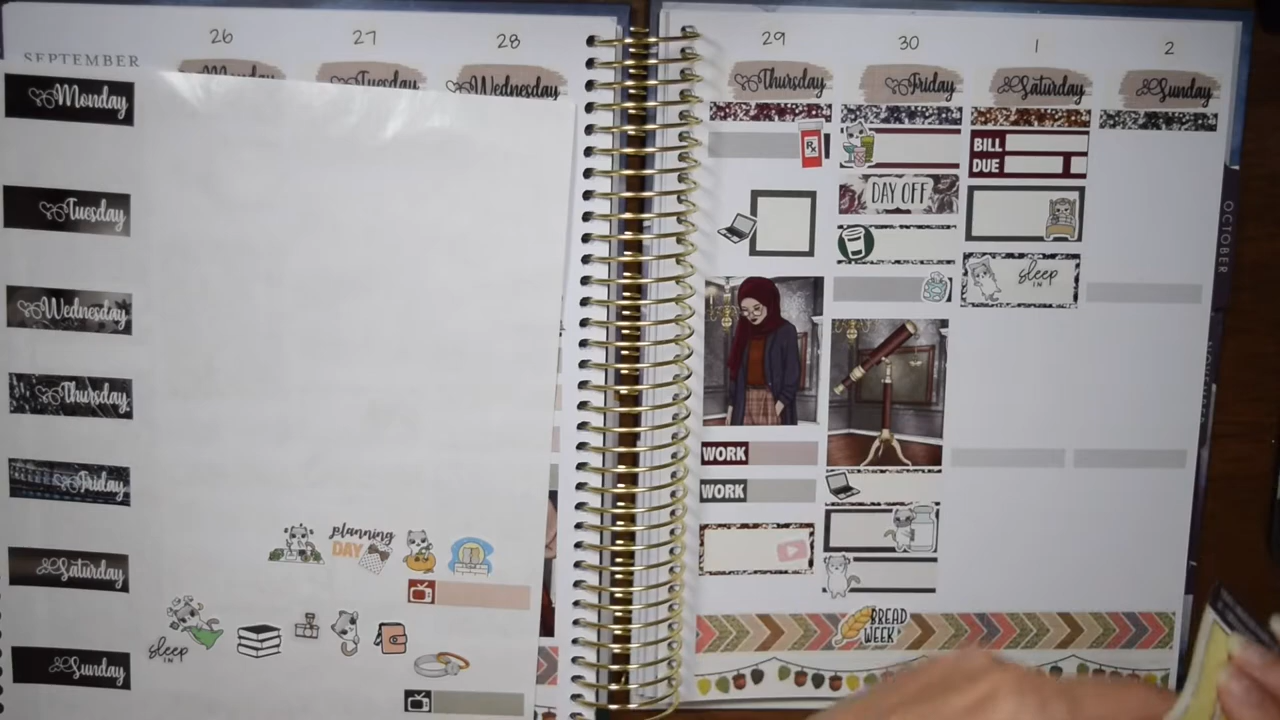 26 27 28
SEPTEMBER
Monday Tuesday Wednesday
Monday
Tuesday
Wednesday
Thursday
Friday
Saturday
Sunday
planning
DAY
sleep
IN
29 30 1 2
Thursday Friday Saturday Sunday
Rx
BILL
DUE
DAY OFF
sleep
IN
WORK
WORK
BREAD
WEEK
OCTOBER
NOVEMBER